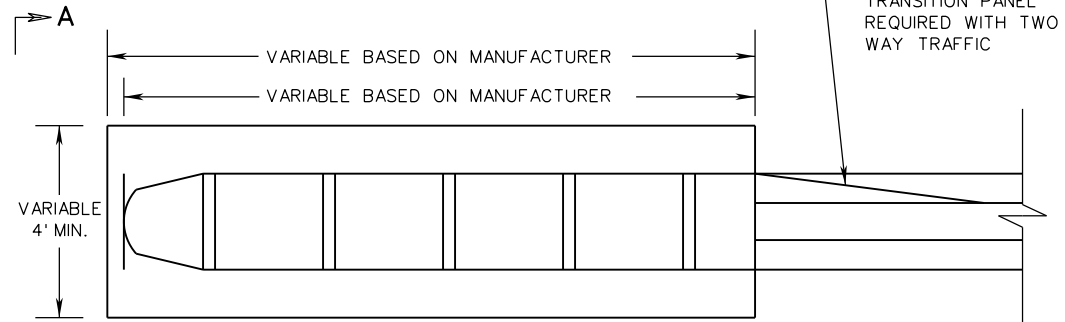 TRANSITION PANEL
REQUIRED WITH TWO
WAY TRAFFIC
A
VARIABLE BASED ON MANUFACTURER
VARIABLE BASED ON MANUFACTURER
VARIABLE
4' MIN.